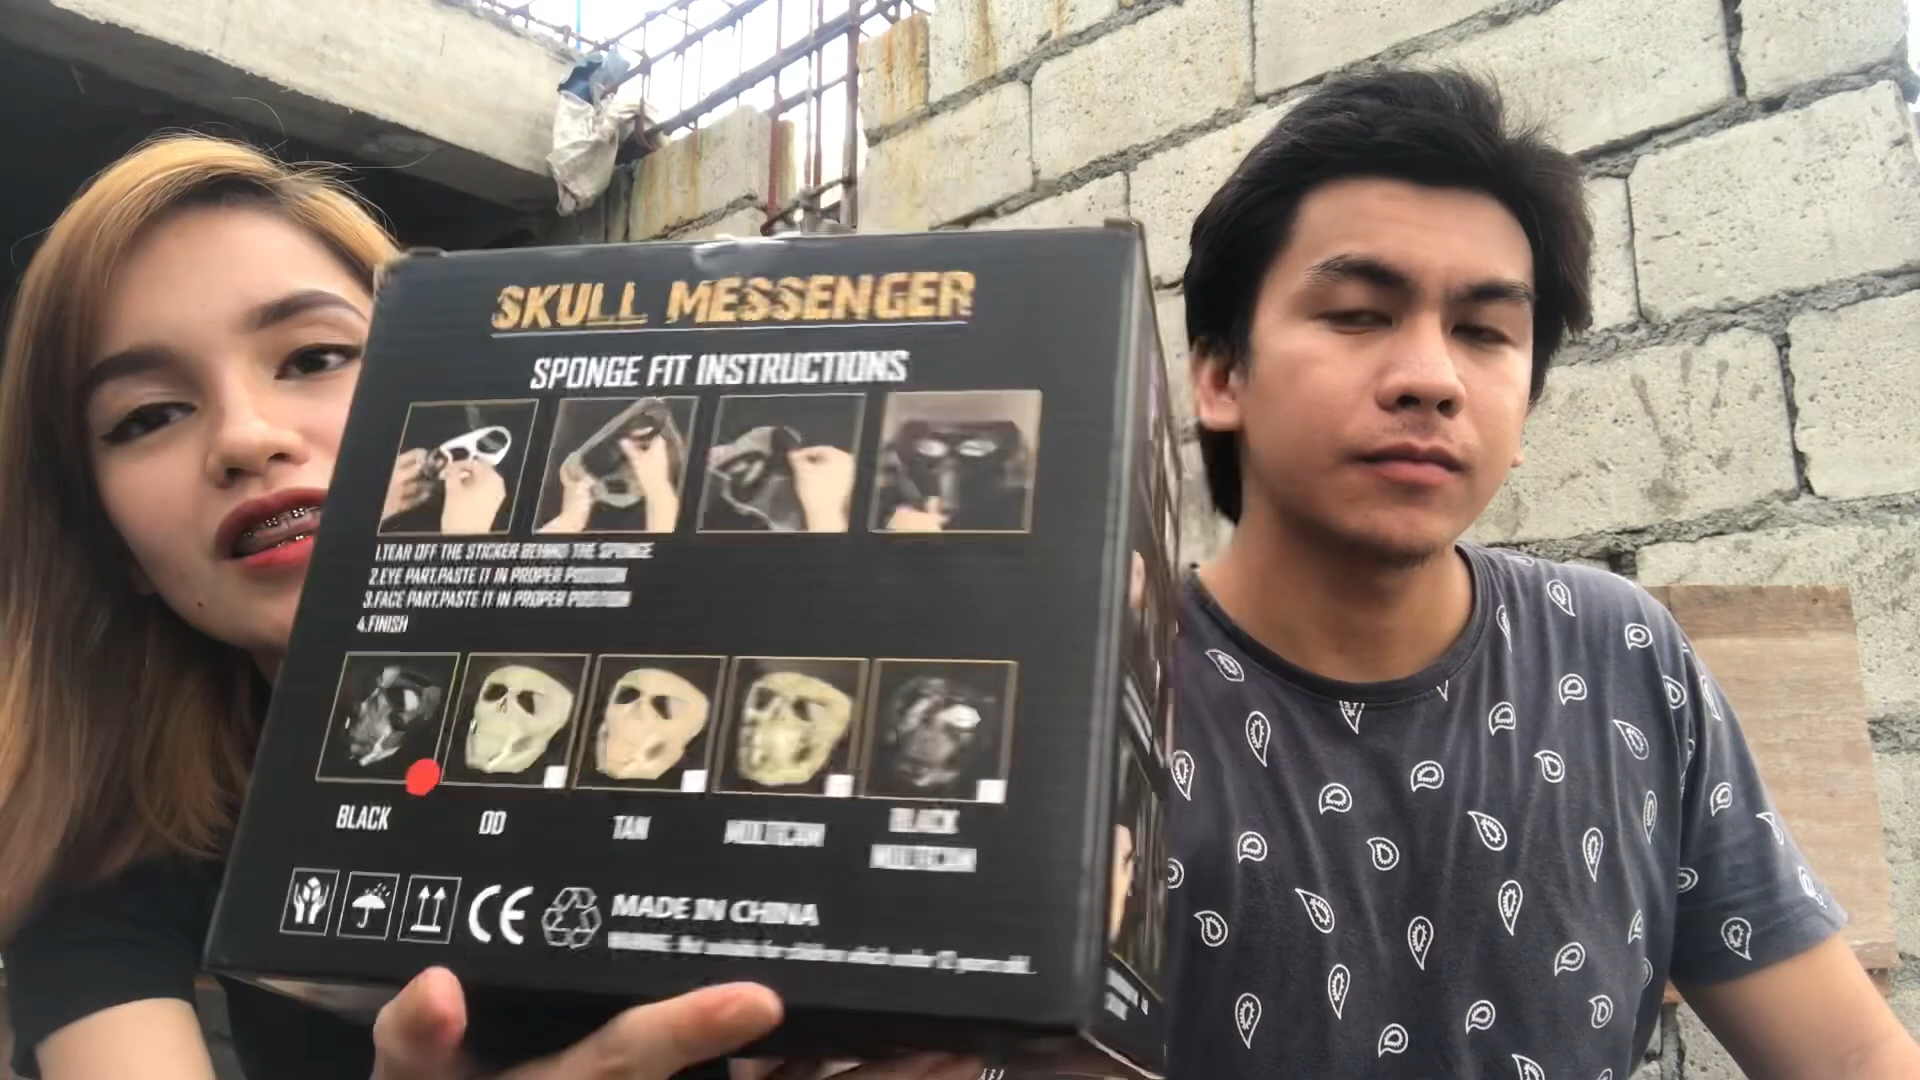 SKULL MESSENGER
SPONGE FIT INSTRUCTIONS
1.TEAR OFF THE STICKER BEHIND THE SPONGE
2.EYE PART,PASTE IT IN PROPER POSITION
3.FACE PART,PASTE IT IN PROPER POSITION
4.FINISH
BLACK
OD
TAN
MULTICAM
BLACK
MULTICAM
CE
MADE IN CHINA